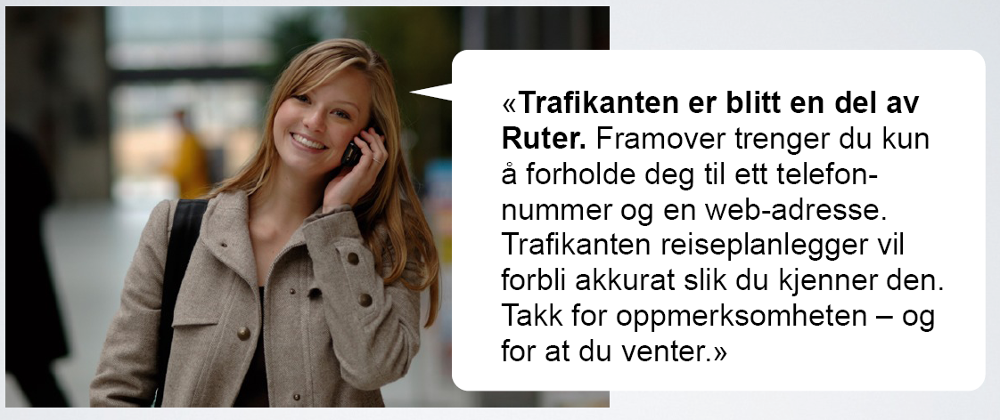 «Trafikanten er blitt en del av
Ruter. Framover trenger du kun
å forholde deg til ett telefon-
nummer og en web-adresse.
Trafikanten reiseplanlegger vil
forbli akkurat slik du kjenner den.
Takk for oppmerksomheten – og
for at du venter.»